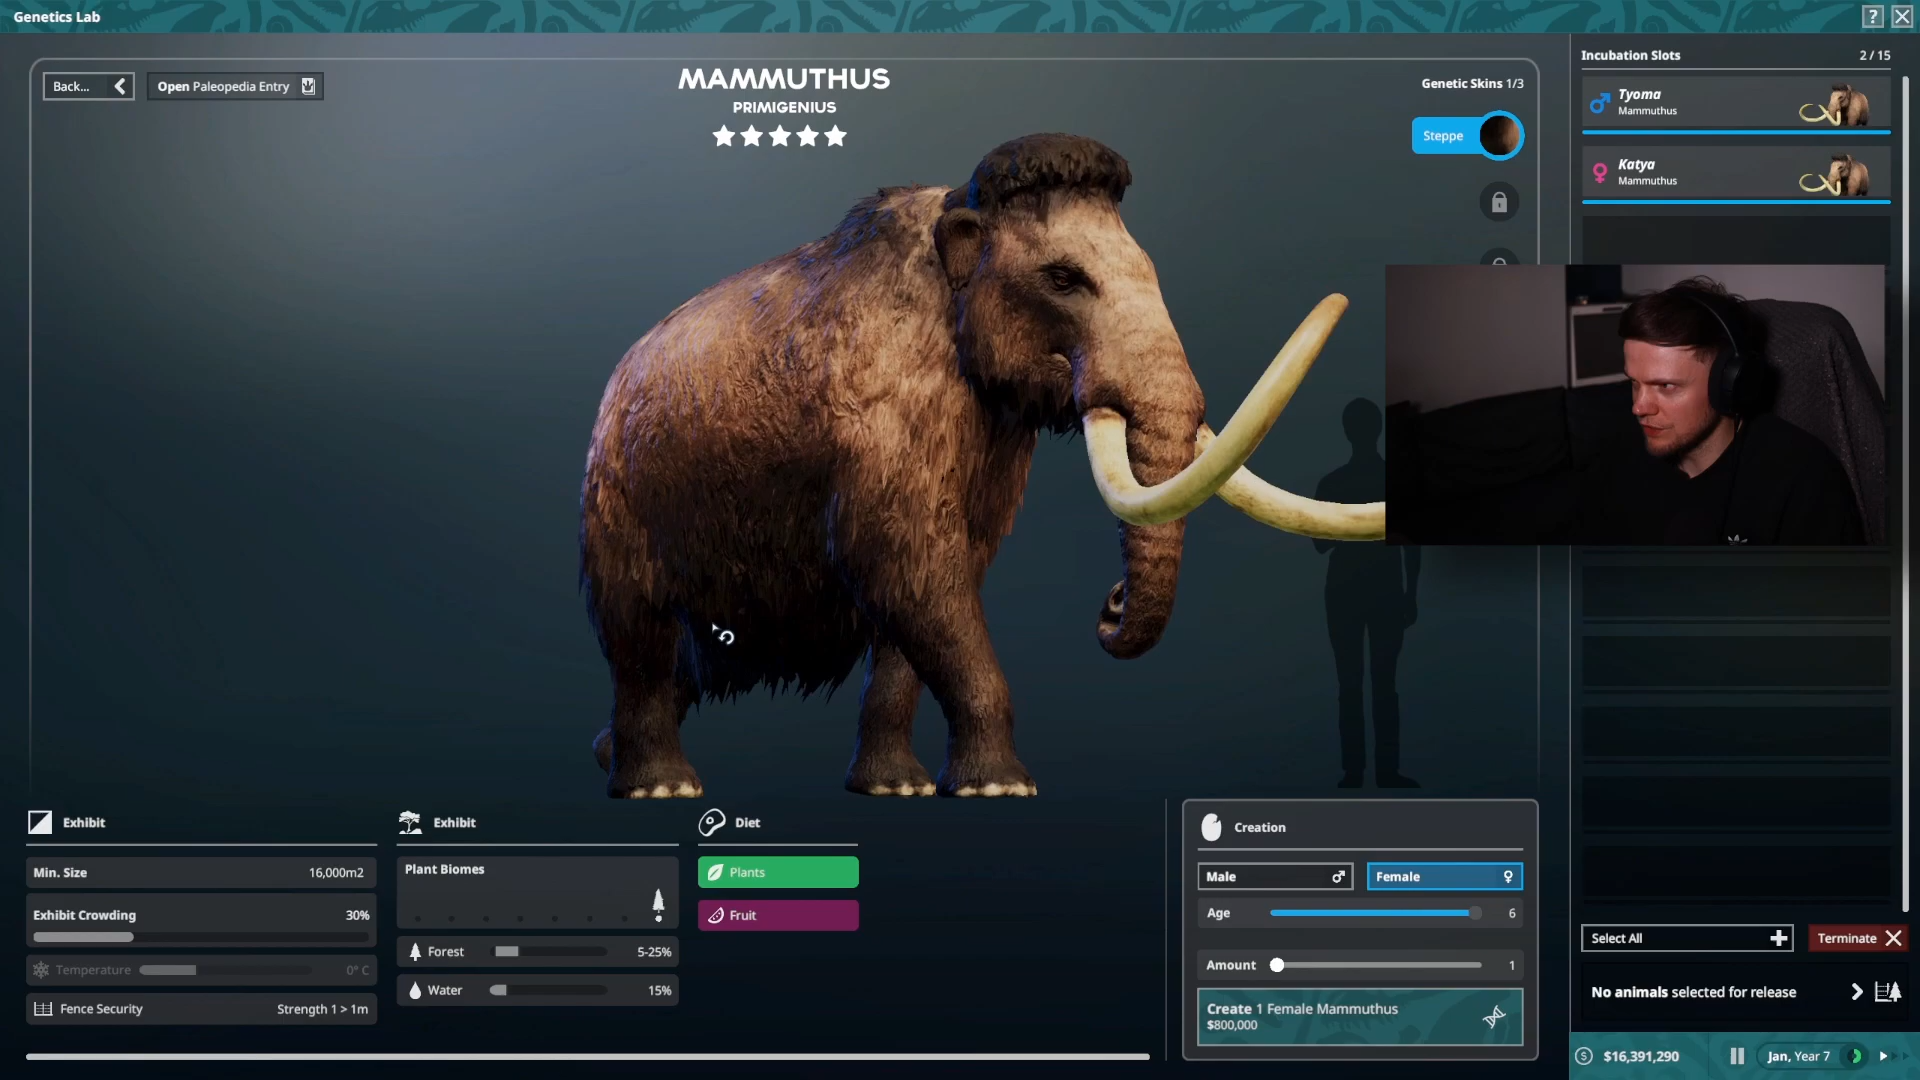 Genetics Lab
?
Back...
Open Paleopedia Entry
MAMMUTHUS
PRIMIGENIUS
Genetic Skins 1/3
Steppe
Incubation Slots 2 / 15
Tyoma
Mammuthus
Katya
Mammuthus
Exhibit
Min. Size 16,000m2
Exhibit Crowding 30%
Temperature 0° C
Fence Security Strength 1 > 1m
Exhibit
Plant Biomes
Forest 5-25%
Water 15%
Diet
Plants
Fruit
Creation
Male
Female
Age 6
Amount 1
Create 1 Female Mammuthus
$800,000
Select All
Terminate
No animals selected for release
$16,391,290
Jan, Year 7